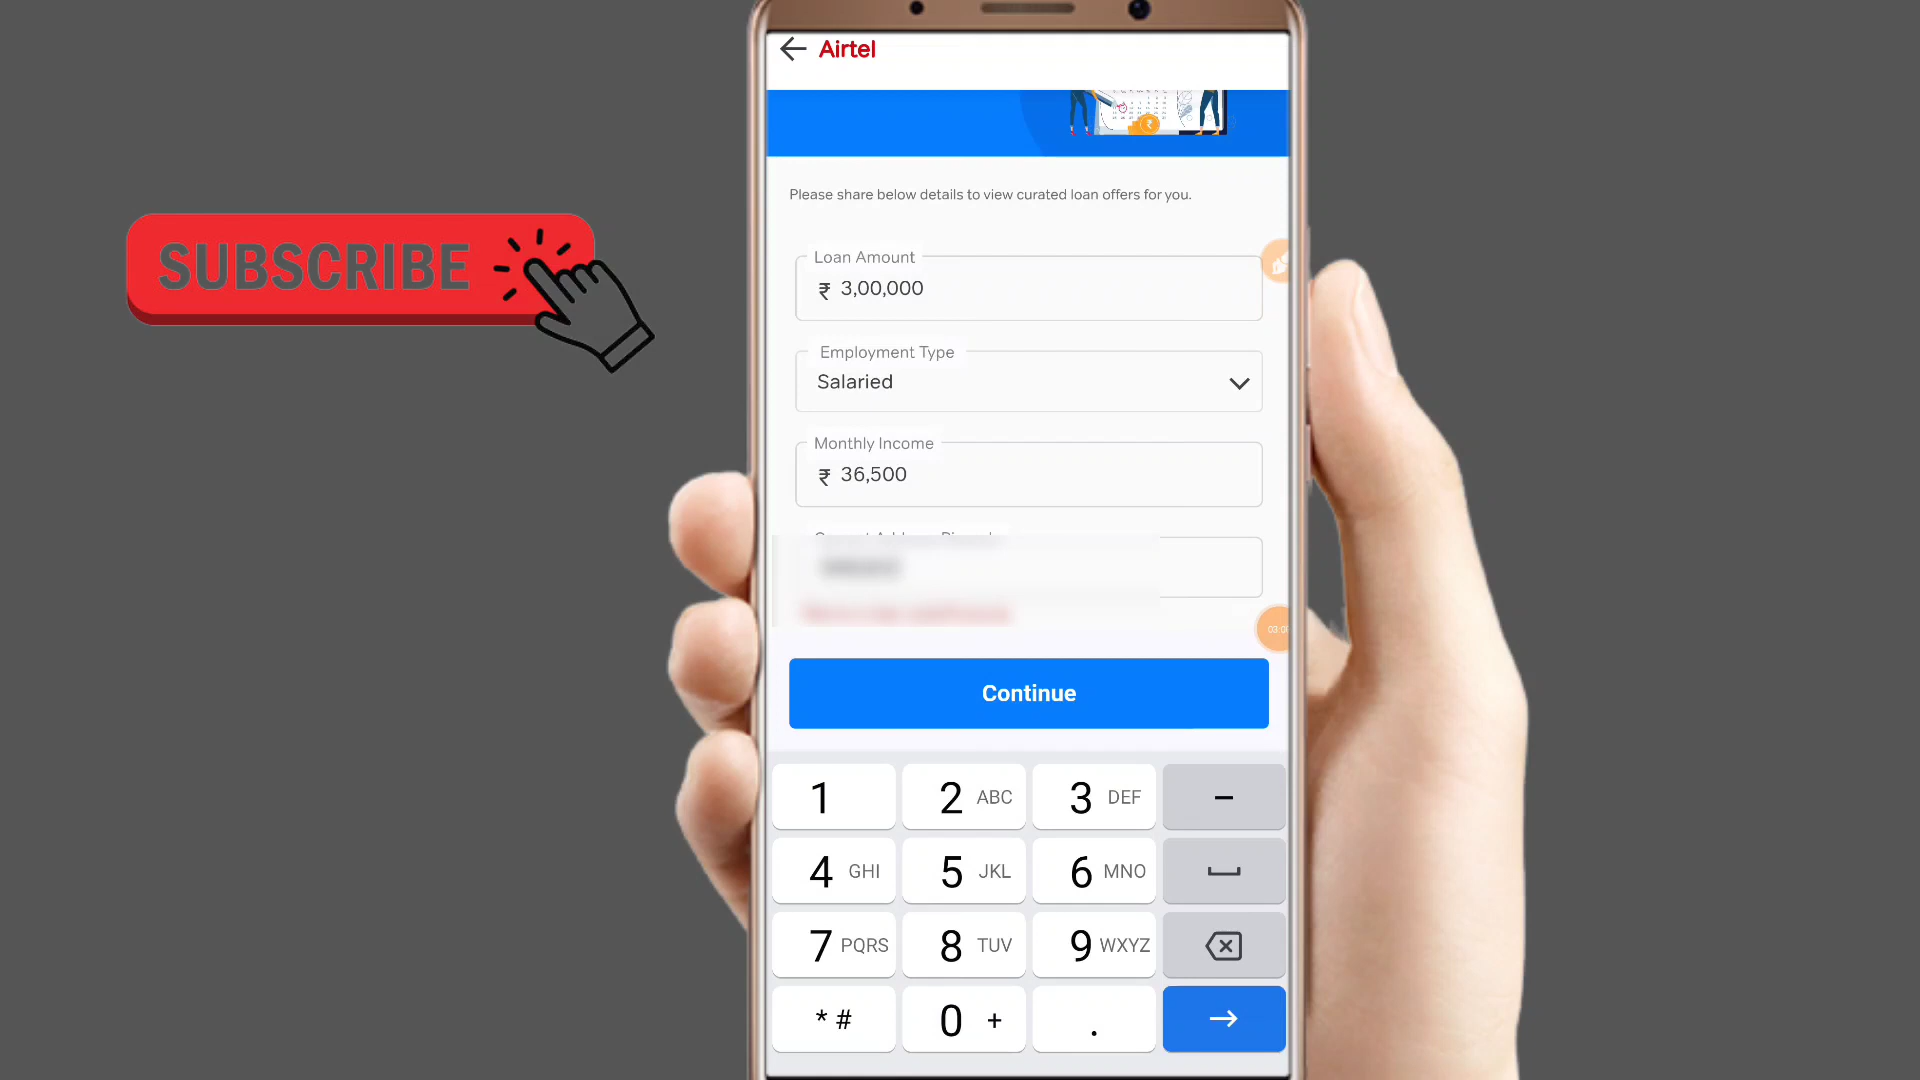 Airtel
Please share below details to view curated loan offers for you.
SUBSCRIBE
Loan Amount
₹ 3,00,000
Employment Type
Salaried
Monthly Income
₹ 36,500
Continue
1 2 ABC 3 DEF -
4 GHI 5 JKL 6 MNO
7 PQRS 8 TUV 9 WXYZ
* # 0 + .